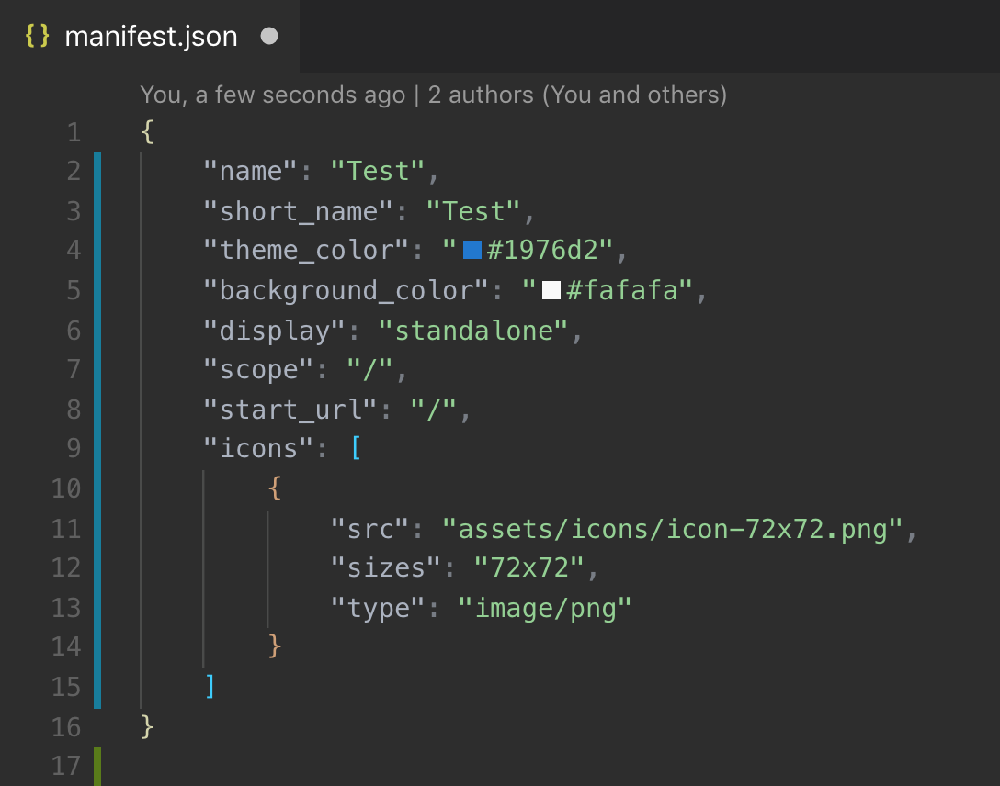 {} manifest.json
You, a few seconds ago | 2 authors (You and others)
1 {
2 "name": "Test",
3 "short_name": "Test",
4 "theme_color": "#1976d2",
5 "background_color": "#fafafa",
6 "display": "standalone",
7 "scope": "/",
8 "start_url": "/",
9 "icons": [
10 {
11 "src": "assets/icons/icon-72x72.png",
12 "sizes": "72x72",
13 "type": "image/png"
14 }
15 ]
16 }
17